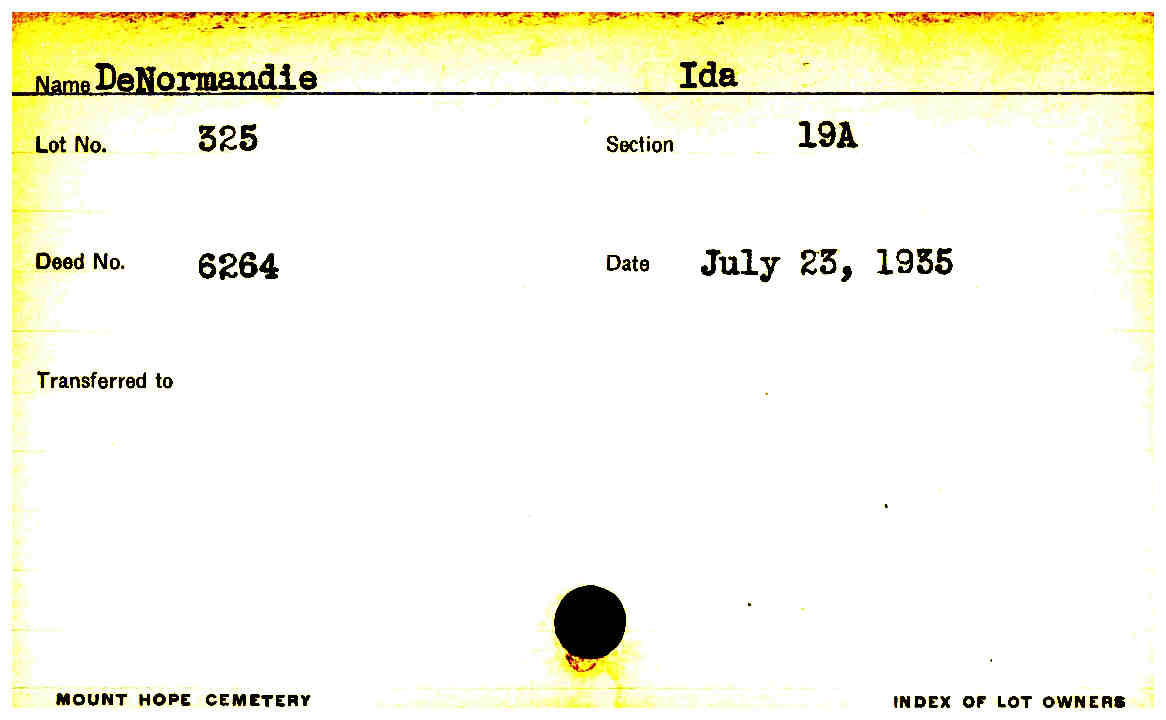 Name DeNormandie Ida
Lot No. 325 Section 19A
Deed No. 6264 Date July 23, 1935
Transferred to
MOUNT HOPE CEMETERY INDEX OF LOT OWNERS